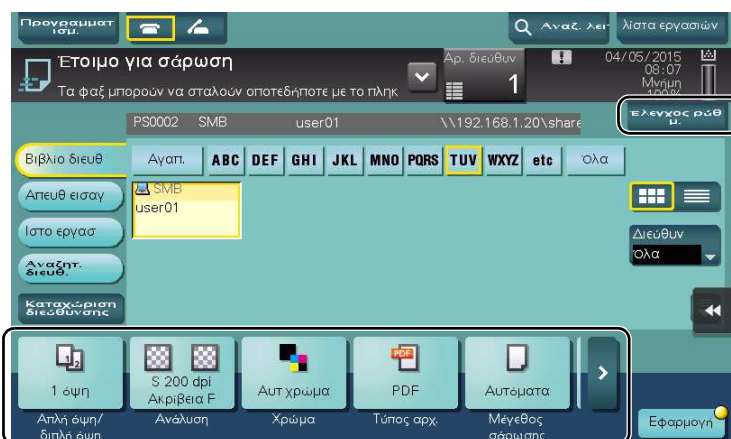 Προγραμματ
ισμ.
Αναζ. λει
λίστα εργασιών
Έτοιμο για σάρωση
Τα φαξ μπορούν να σταλούν οποτεδήποτε με το πληκ
Αρ. διευθυν
1
04/05/2015
08:07
Μνήμη
100%
Έλεγχος ρύθ
μ.
PS0002 SMB user01 \\192.168.1.20\share
Βιβλιο διευθ
Αγαπ. ABC DEF GHI JKL MNO PQRS TUV WXYZ etc Όλα
Απευθ εισαγ
SMB
user01
Ιστο εργασ
Διεύθυν
Όλα
Αναζητ.
διευθ.
Καταχώριση
διεύθυνσης
1 όψη
S 200 dpi
Ακρίβεια F
Αυτ χρώμα
PDF
Αυτόματα
Απλή όψη/
διπλή όψη
Ανάλυση
Χρώμα
Τύπος αρχ.
Μέγεθος
σάρωσης
Εφαρμογή